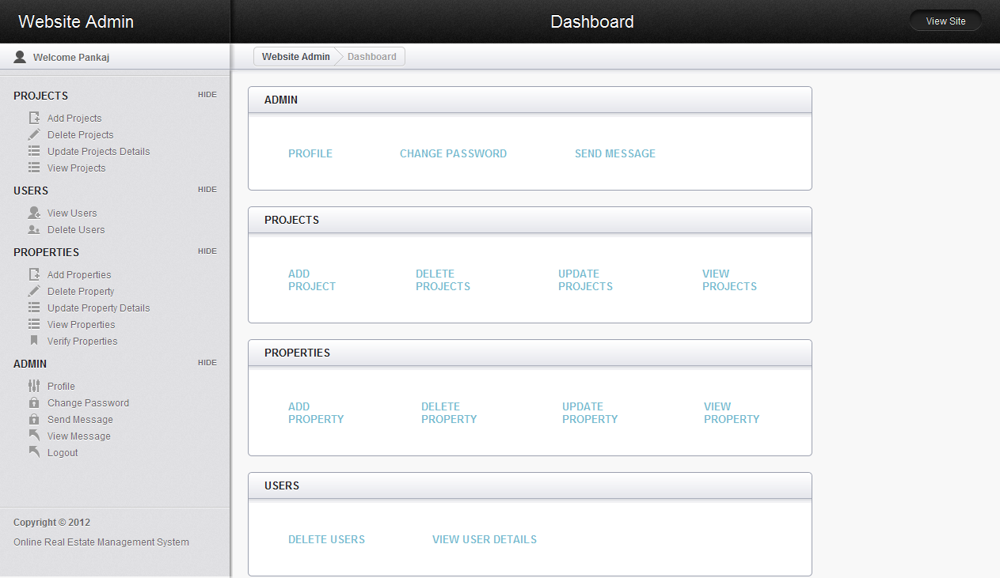 Website Admin
Dashboard
View Site
Welcome Pankaj
Website Admin
Dashboard
PROJECTS
HIDE
Add Projects
Delete Projects
Update Projects Details
View Projects
USERS
HIDE
View Users
Delete Users
PROPERTIES
HIDE
Add Properties
Delete Property
Update Property Details
View Properties
Verify Properties
ADMIN
HIDE
Profile
Change Password
Send Message
View Message
Logout
Copyright © 2012
Online Real Estate Management System
ADMIN
PROFILE
CHANGE PASSWORD
SEND MESSAGE
PROJECTS
ADD
PROJECT
DELETE
PROJECTS
UPDATE
PROJECTS
VIEW
PROJECTS
PROPERTIES
ADD
PROPERTY
DELETE
PROPERTY
UPDATE
PROPERTY
VIEW
PROPERTY
USERS
DELETE USERS
VIEW USER DETAILS